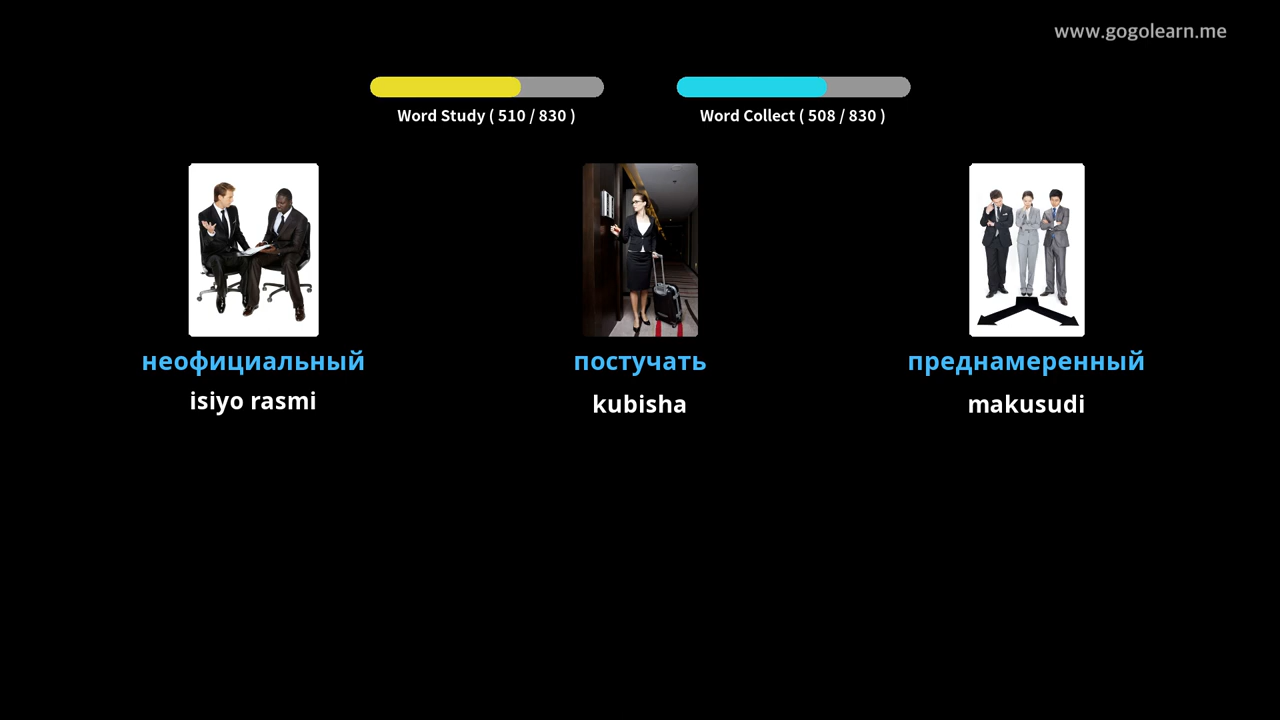 www.gogolearn.me
Word Study ( 510 / 830 )
Word Collect ( 508 / 830 )
неофициальный
isiyo rasmi
постучать
kubisha
преднамеренный
makusudi